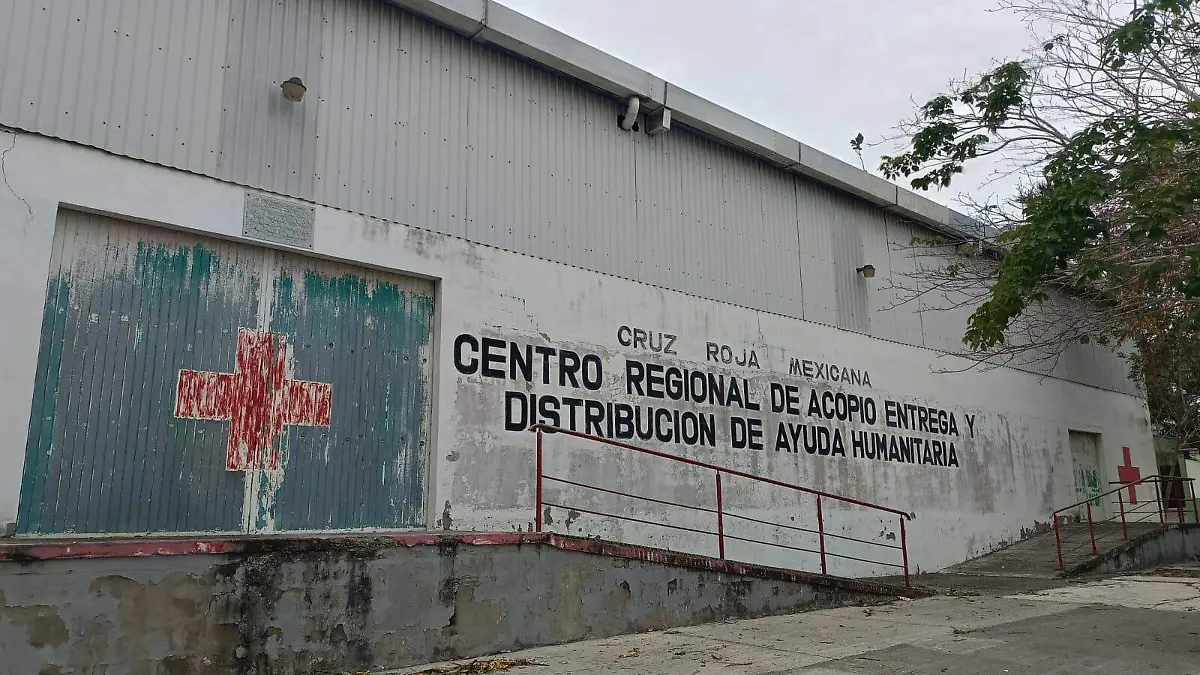 CRUZ ROJA MEXICANA
CENTRO REGIONAL DE ACOPIO ENTREGA Y
DISTRIBUCION DE AYUDA HUMANITARIA